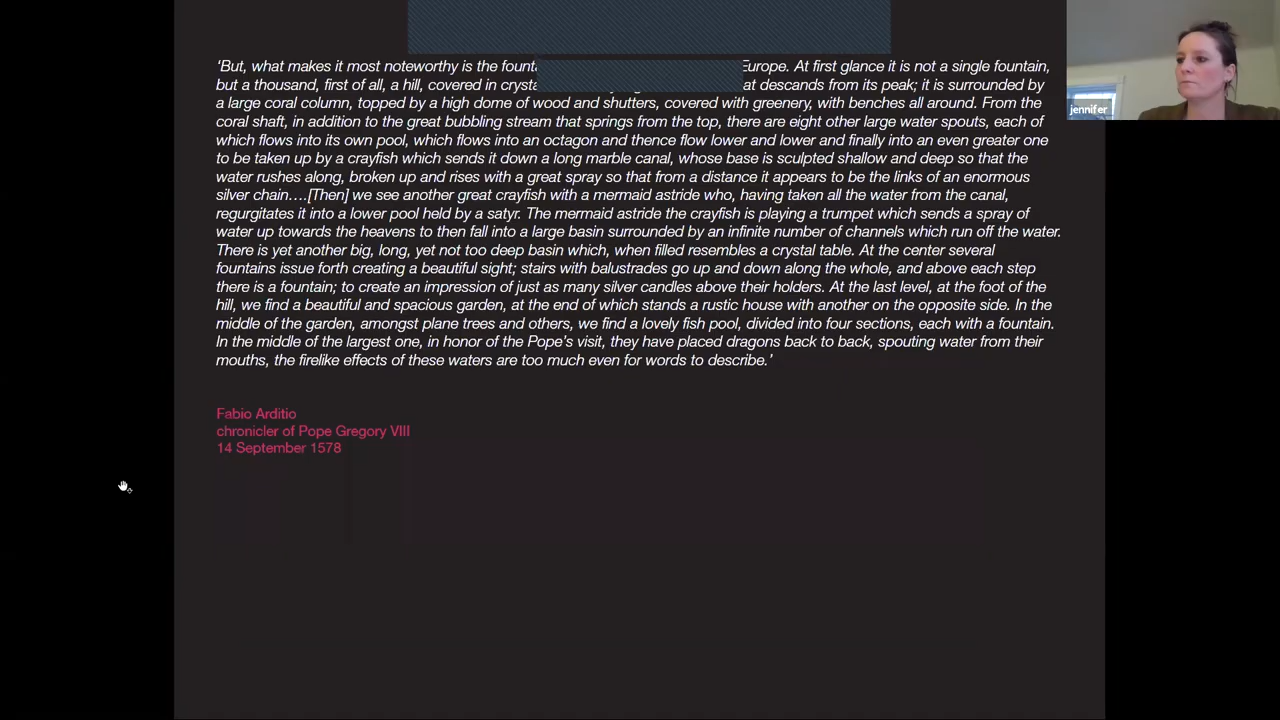 ‘But, what makes it most noteworthy is the Europe. At first glance it is not a single fountain,
but a thousand, first of all, a hill, covered in descands from its peak; it is surrounded by
a large coral column, topped by a high dome of wood and shutters, covered with greenery, with benches all around. From the
coral shaft, in addition to the great bubbling stream that springs from the top, there are eight other large water spouts, each of
which flows into its own pool, which flows into an octagon and thence flow lower and lower and finally into an even greater one
to be taken up by a crayfish which sends it down a long marble canal, whose base is sculpted shallow and deep so that the
water rushes along, broken up and rises with a great spray so that from a distance it appears to be the links of an enormous
silver chain….[Then] we see another great crayfish with a mermaid astride who, having taken all the water from the canal,
regurgitates it into a lower pool held by a satyr. The mermaid astride the crayfish is playing a trumpet which sends a spray of
water up towards the heavens to then fall into a large basin surrounded by an infinite number of channels which run off the water.
There is yet another big, long, yet not too deep basin which, when filled resembles a crystal table. At the center several
fountains issue forth creating a beautiful sight; stairs with balustrades go up and down along the whole, and above each step
there is a fountain; to create an impression of just as many silver candles above their holders. At the last level, at the foot of the
hill, we find a beautiful and spacious garden, at the end of which stands a rustic house with another on the opposite side. In the
middle of the garden, amongst plane trees and others, we find a lovely fish pool, divided into four sections, each with a fountain.
In the middle of the largest one, in honor of the Pope’s visit, they have placed dragons back to back, spouting water from their
mouths, the firelike effects of these waters are too much even for words to describe.’
Fabio Arditio
chronicler of Pope Gregory VIII
14 September 1578
jennifer